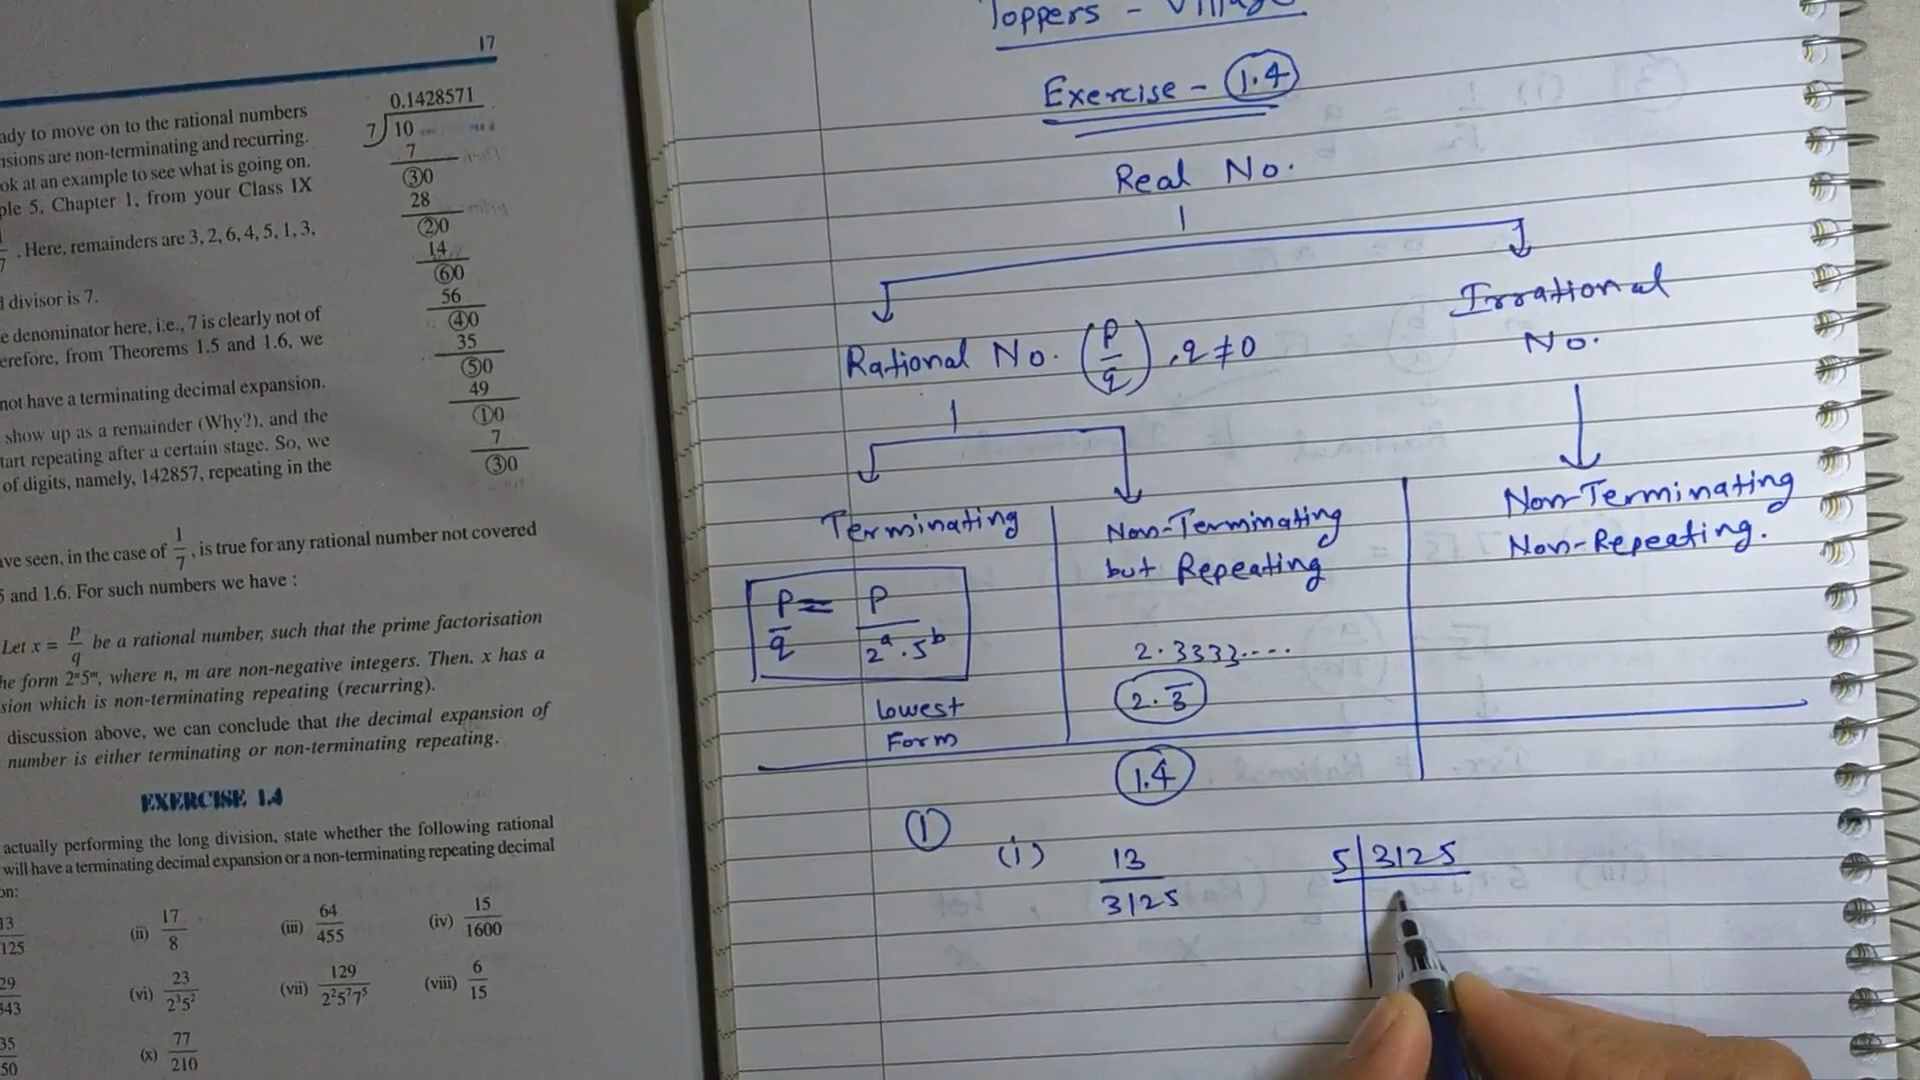 17
ady to move on to the rational numbers
nsions are non-terminating and recurring.
ok at an example to see what is going on.
ple 5, Chapter 1, from your Class IX
7 . Here, remainders are 3, 2, 6, 4, 5, 1, 3,
d divisor is 7.
e denominator here, i.e., 7 is clearly not of
erefore, from Theorems 1.5 and 1.6, we
not have a terminating decimal expansion.
show up as a remainder (Why?), and the
tart repeating after a certain stage. So, we
of digits, namely, 142857, repeating in the
0.1428571
7 10
7
30
28
20
14
60
56
40
35
50
49
10
7
30
ave seen, in the case of 1/7, is true for any rational number not covered
5 and 1.6. For such numbers we have :
Let x = p/q be a rational number, such that the prime factorisation
he form 2ⁿ5ᵐ, where n, m are non-negative integers. Then, x has a
sion which is non-terminating repeating (recurring).
discussion above, we can conclude that the decimal expansion of
number is either terminating or non-terminating repeating.
EXERCISE 1.4
actually performing the long division, state whether the following rational
will have a terminating decimal expansion or a non-terminating repeating decimal
on:
13/125 (ii) 17/8 (iii) 64/455 (iv) 15/1600
29/343 (vi) 23/2³5² (vii) 129/2²5⁷7⁵ (viii) 6/15
35/50 (x) 77/210
Toppers - Village
Exercise - 1.4
Real No.
Rational No. (p/q), q ≠ 0
Irrational
No.
Terminating
Non-Terminating
but Repeating
Non-Terminating
Non-Repeating.
P/q = P/2ᵃ.5ᵇ
lowest
Form
2.3333....
2.3̅
1.4
①
(i) 13/3125
5 3125